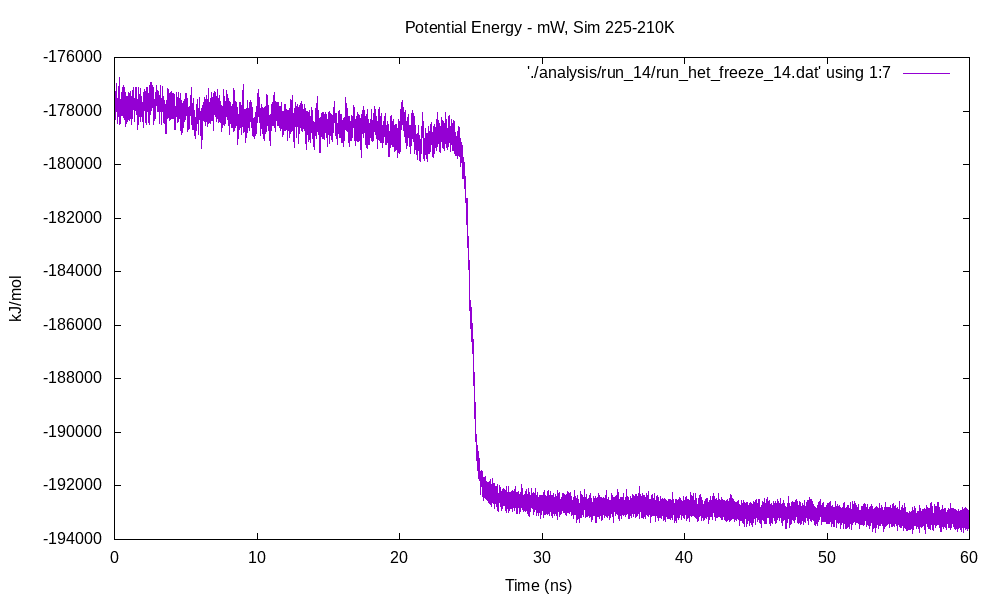 Potential Energy - mW, Sim 225-210K
'./analysis/run_14/run_het_freeze_14.dat' using 1:7
-176000
-178000
-180000
-182000
-184000
-186000
-188000
-190000
-192000
-194000
kJ/mol
0 10 20 30 40 50 60
Time (ns)